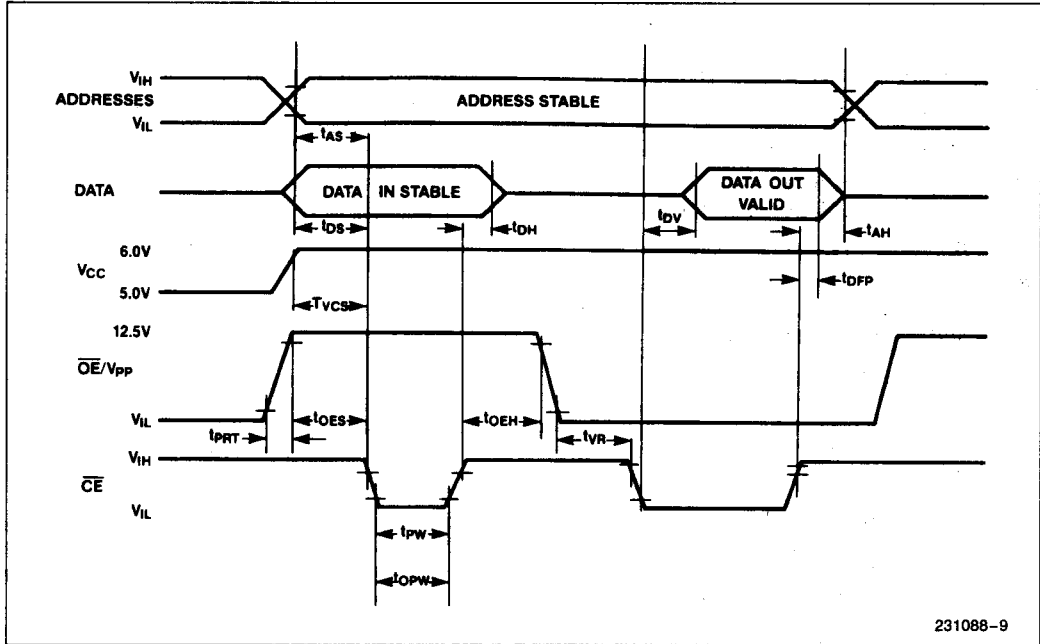 VIH
ADDRESSES
VIL
ADDRESS STABLE
tAS
DATA
DATA IN STABLE
DATA OUT
VALID
tDS
tDH
tDV
tAH
6.0V
VCC
5.0V
TVCS
tDFP
12.5V
OE/VPP
VIL
tPRT
tOES
tOEH
tVR
VIH
CE
VIL
tPW
tOPW
231088-9